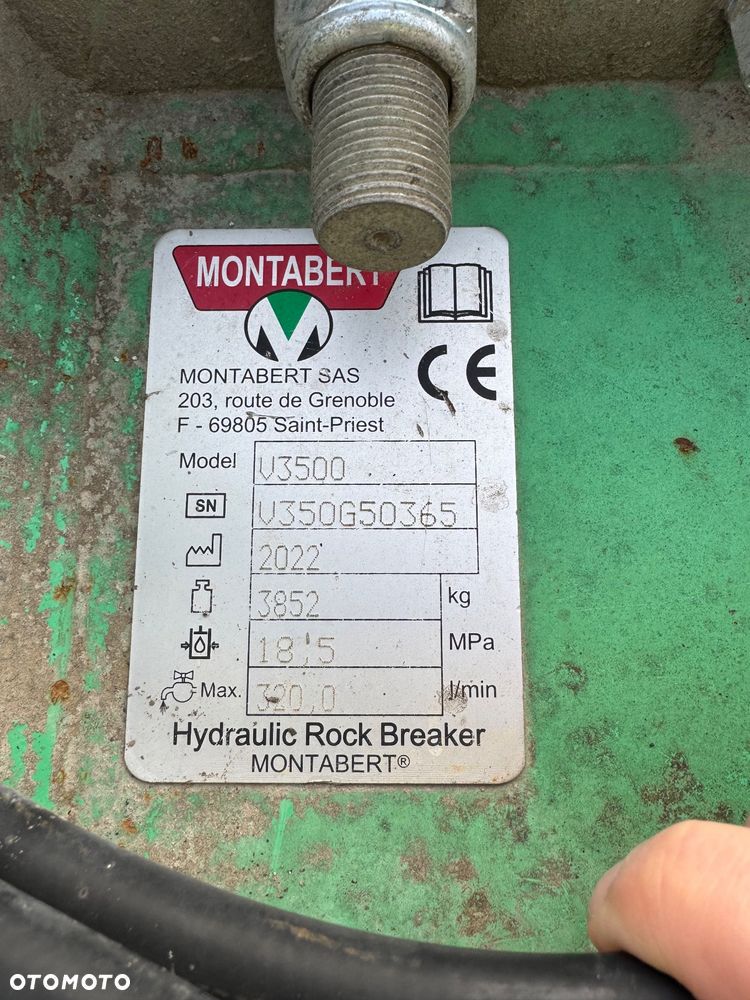 MONTABERT
MONTABERT SAS
203, route de Grenoble
F - 69805 Saint-Priest
Model V3500
SN V350G50365
2022
3852 kg
18,5 MPa
Max. 320,0 l/min
Hydraulic Rock Breaker
MONTABERT®
OTOMOTO